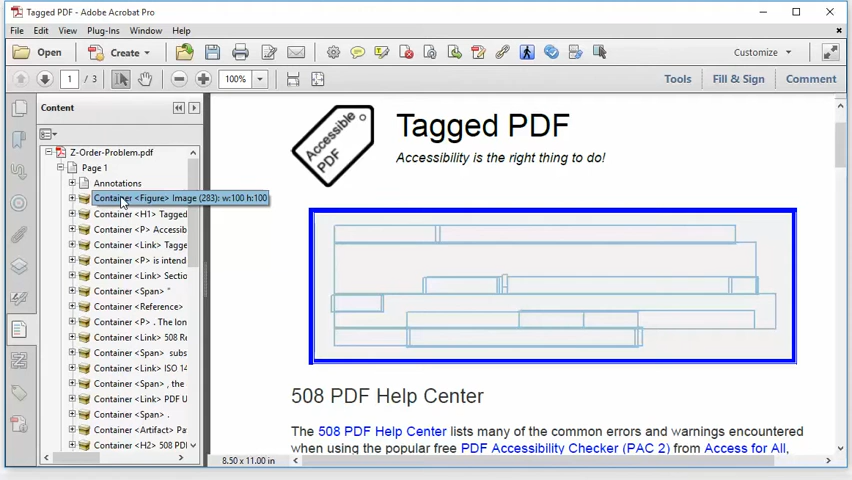 Tagged PDF - Adobe Acrobat Pro
File Edit View Plug-Ins Window Help
Open Create Customize
1 / 3 100% Tools Fill & Sign Comment
Content
Z-Order-Problem.pdf
Page 1
Annotations
Container <Figure> Image (283): w:100 h:100
Container <H1> Tagged
Container <P> Accessib
Container <Link> Tagge
Container <P> is intend
Container <Link> Sectio
Container <Span> "
Container <Reference>
Container <P> . The lon
Container <Link> 508 Re
Container <Span> subs
Container <Link> ISO 14
Container <Span> , the
Container <Link> PDF U
Container <Span> .
Container <Artifact> Pa
Container <H2> 508 PDI
Accessible
PDF
Tagged PDF
Accessibility is the right thing to do!
508 PDF Help Center
The 508 PDF Help Center lists many of the common errors and warnings encountered
when using the popular free PDF Accessibility Checker (PAC 2) from Access for All,
8.50 x 11.00 in